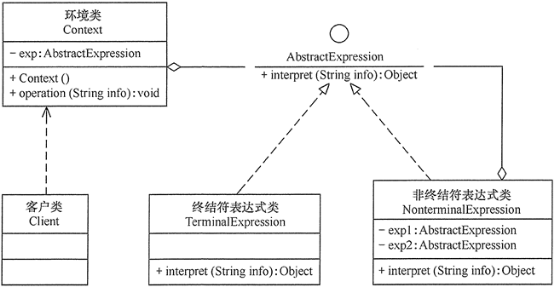 环境类
Context
- exp:AbstractExpression
+ Context()
+ operation(String info):void
AbstractExpression
+ interpret(String info):Object
客户类
Client
终结符表达式类
TerminalExpression
+ interpret(String info):Object
非终结符表达式类
NonterminalExpression
- exp1:AbstractExpression
- exp2:AbstractExpression
+ interpret(String info):Object